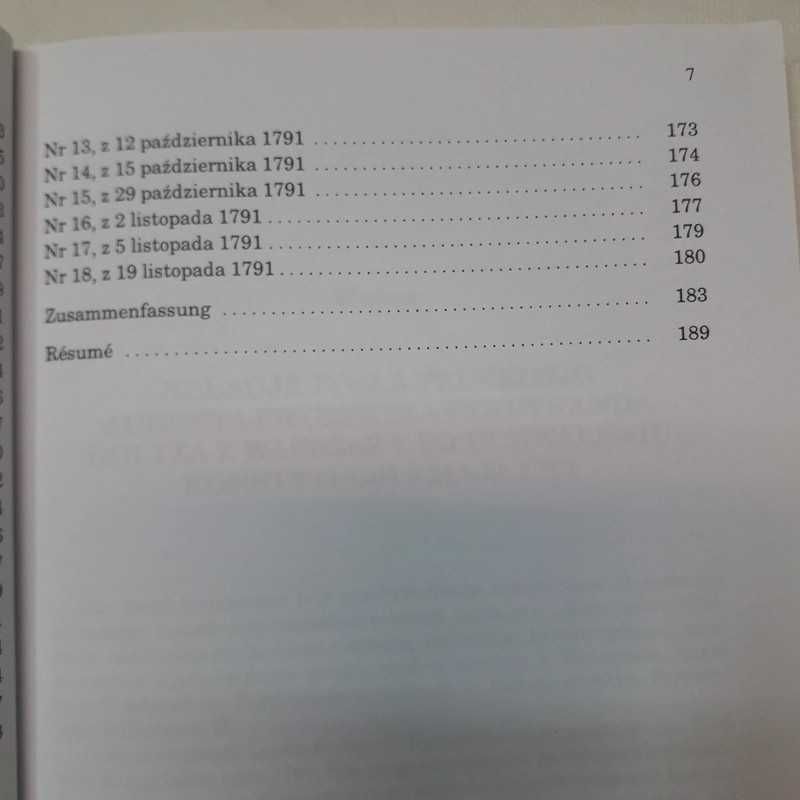 7
Nr 13, z 12 października 1791 ........................................ 173
Nr 14, z 15 października 1791 ........................................ 174
Nr 15, z 29 października 1791 ........................................ 176
Nr 16, z 2 listopada 1791 ........................................ 177
Nr 17, z 5 listopada 1791 ........................................ 179
Nr 18, z 19 listopada 1791 ........................................ 180
Zusammenfassung ........................................ 183
Résumé ........................................ 189